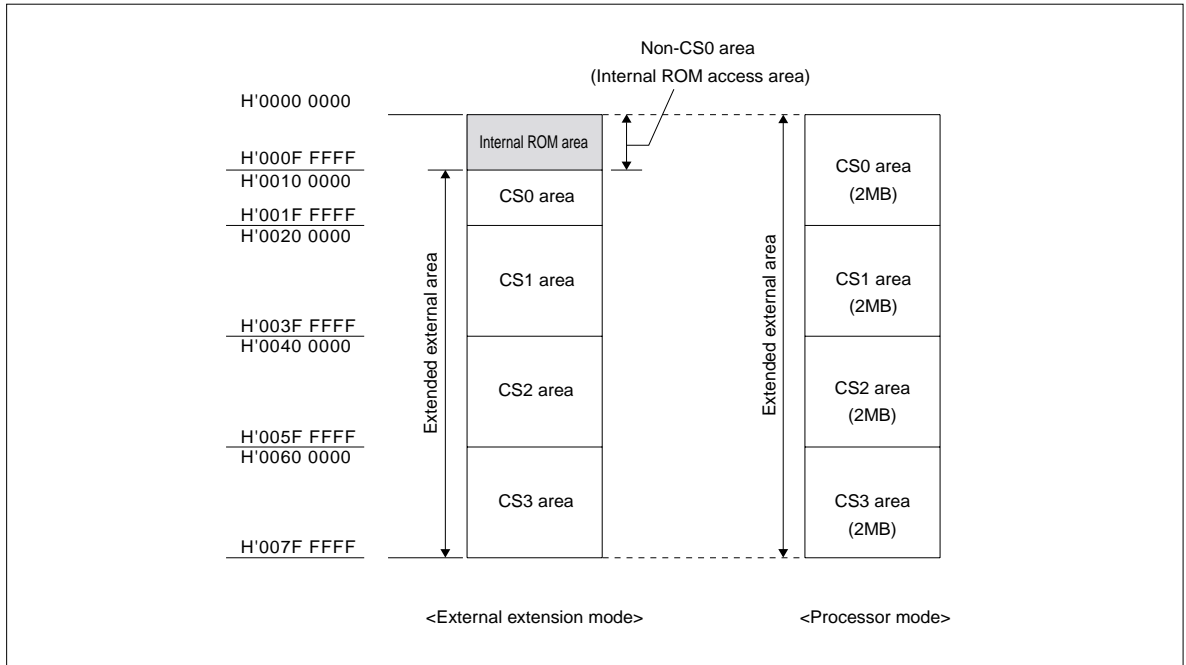 Non-CS0 area
(Internal ROM access area)
H'0000 0000
Internal ROM area
H'000F FFFF
H'0010 0000
CS0 area
H'001F FFFF
H'0020 0000
CS1 area
H'003F FFFF
H'0040 0000
CS2 area
H'005F FFFF
H'0060 0000
CS3 area
H'007F FFFF
Extended external area
<External extension mode>
Extended external area
CS0 area
(2MB)
CS1 area
(2MB)
CS2 area
(2MB)
CS3 area
(2MB)
<Processor mode>